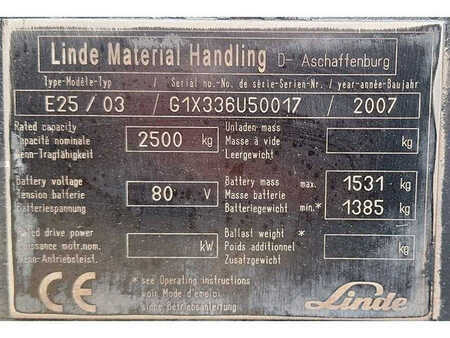 Linde Material Handling D- Aschaffenburg
Type-Modèle-Typ / Serial no.-No. de série-Serien-Nr. / year-année-Baujahr
E25 / 03 / G1X336U50017 / 2007
Rated capacity
Capacité nominale 2500 kg
Nenn-Tragfähigkeit
Unladen mass
Masse à vide kg
Leergewicht
Battery voltage
Tension batterie 80 V
Batteriespannung
Battery mass max. 1531 kg
Masse batterie
Batteriegewicht min.* 1385 kg
Rated drive power
Puissance motr.nom. kW
Nenn-Antriebsleist.
Ballast weight *
Poids additionnel kg
Zusatzgewicht
CE
* see Operating instructions
voir Mode d'emploi
siehe Betriebsanleitung
Linde